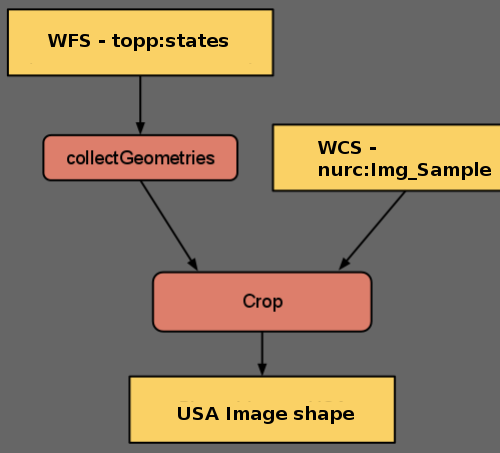 WFS - topp:states
collectGeometries
WCS -
nurc:Img_Sample
Crop
USA Image shape